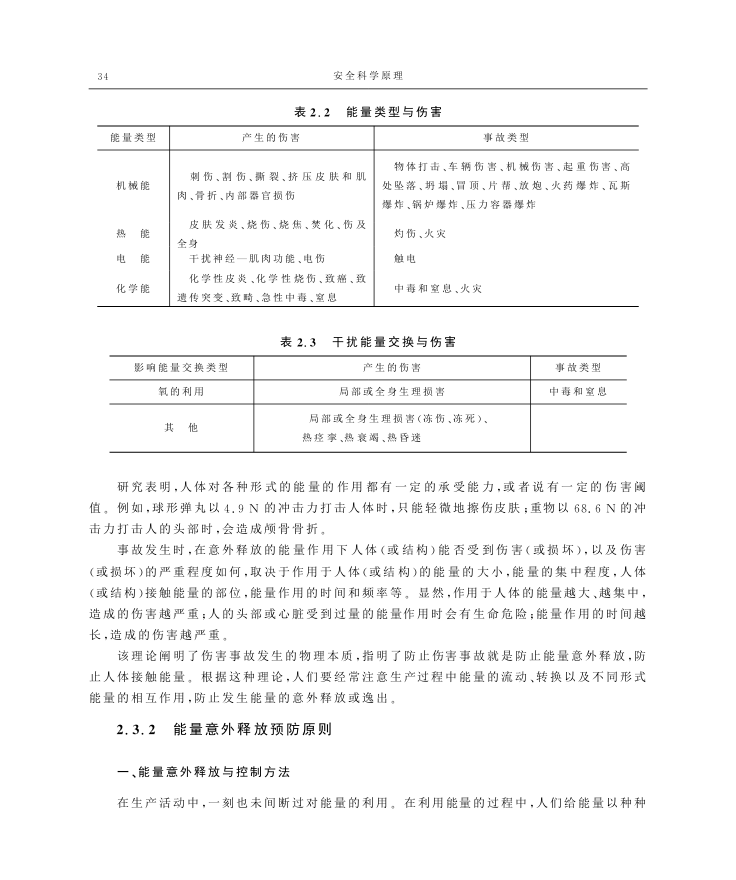 34
安全科学原理
表 2.2 能量类型与伤害
能量类型 产生的伤害 事故类型
机械能
刺伤、割伤、撕裂、挤压皮肤和肌
肉、骨折、内部器官损伤
物体打击、车辆伤害、机械伤害、起重伤害、高
处坠落、坍塌、冒顶、片帮、放炮、火药爆炸、瓦斯
爆炸、锅炉爆炸、压力容器爆炸
热 能
皮肤发炎、烧伤、烧焦、焚化、伤及
全身
灼伤、火灾
电 能 干扰神经—肌肉功能、电伤 触电
化学能
化学性皮炎、化学性烧伤、致癌、致
遗传突变、致畸、急性中毒、窒息
中毒和窒息、火灾
表 2.3 干扰能量交换与伤害
影响能量交换类型 产生的伤害 事故类型
氧的利用 局部或全身生理损害 中毒和窒息
其 他
局部或全身生理损害(冻伤、冻死)、
热痉挛、热衰竭、热昏迷
研究表明,人体对各种形式的能量的作用都有一定的承受能力,或者说有一定的伤害阈
值。例如,球形弹丸以 4.9 N 的冲击力打击人体时,只能轻微地擦伤皮肤;重物以 68.6 N 的冲
击力打击人的头部时,会造成颅骨骨折。
事故发生时,在意外释放的能量作用下人体(或结构)能否受到伤害(或损坏),以及伤害
(或损坏)的严重程度如何,取决于作用于人体(或结构)的能量的大小,能量的集中程度,人体
(或结构)接触能量的部位,能量作用的时间和频率等。显然,作用于人体的能量越大、越集中,
造成的伤害越严重;人的头部或心脏受到过量的能量作用时会有生命危险;能量作用的时间越
长,造成的伤害越严重。
该理论阐明了伤害事故发生的物理本质,指明了防止伤害事故就是防止能量意外释放,防
止人体接触能量。根据这种理论,人们要经常注意生产过程中能量的流动、转换以及不同形式
能量的相互作用,防止发生能量的意外释放或逸出。
2.3.2 能量意外释放预防原则
一、能量意外释放与控制方法
在生产活动中,一刻也未间断过对能量的利用。在利用能量的过程中,人们给能量以种种